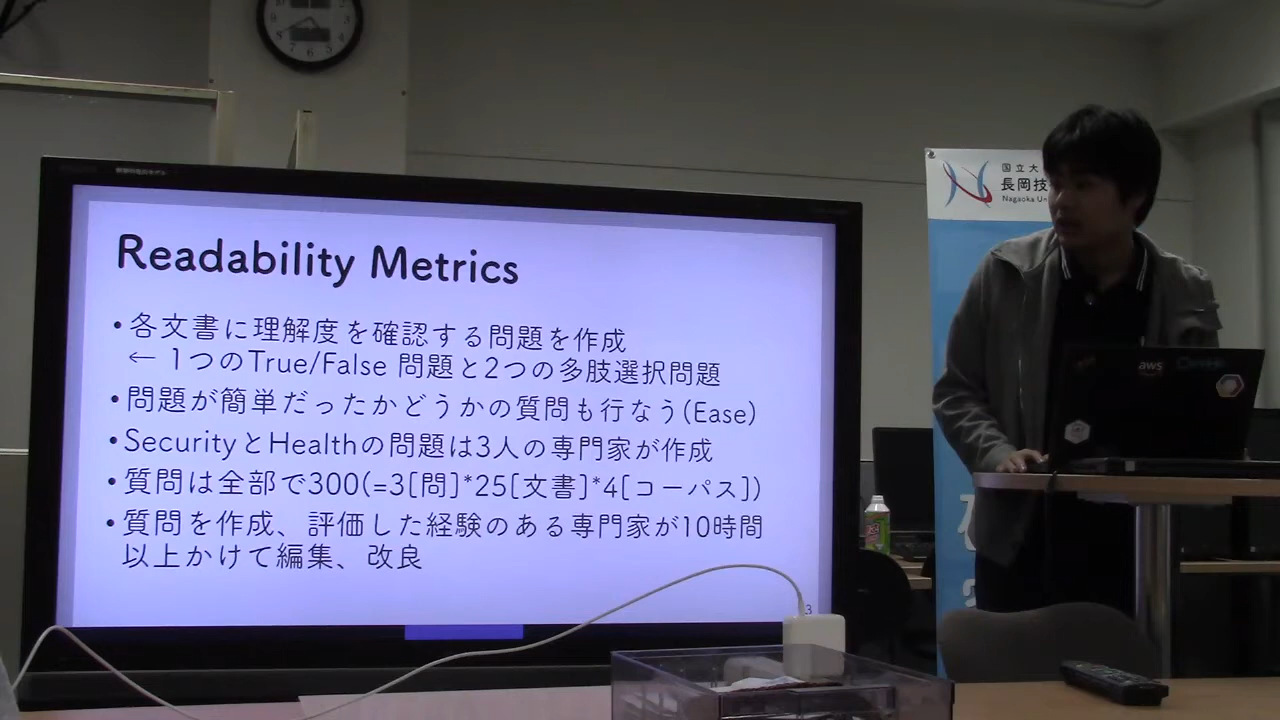 Readability Metrics
•各文書に理解度を確認する問題を作成
← 1つのTrue/False 問題と2つの多肢選択問題
•問題が簡単だったかどうかの質問も行なう(Ease)
•SecurityとHealthの問題は3人の専門家が作成
•質問は全部で300(=3[問]*25[文書]*4[コーパス])
•質問を作成、評価した経験のある専門家が10時間
以上かけて編集、改良
3
国立大
長岡技
Nagaoka Un
aws